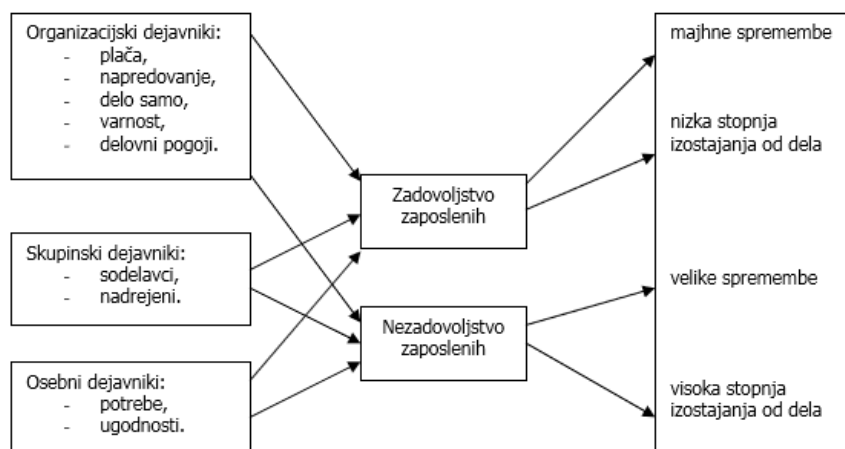 Organizacijski dejavniki:
- plača,
- napredovanje,
- delo samo,
- varnost,
- delovni pogoji.
Skupinski dejavniki:
- sodelavci,
- nadrejeni.
Osebni dejavniki:
- potrebe,
- ugodnosti.
Zadovoljstvo
zaposlenih
Nezadovoljstvo
zaposlenih
majhne spremembe
nizka stopnja
izostajanja od dela
velike spremembe
visoka stopnja
izostajanja od dela